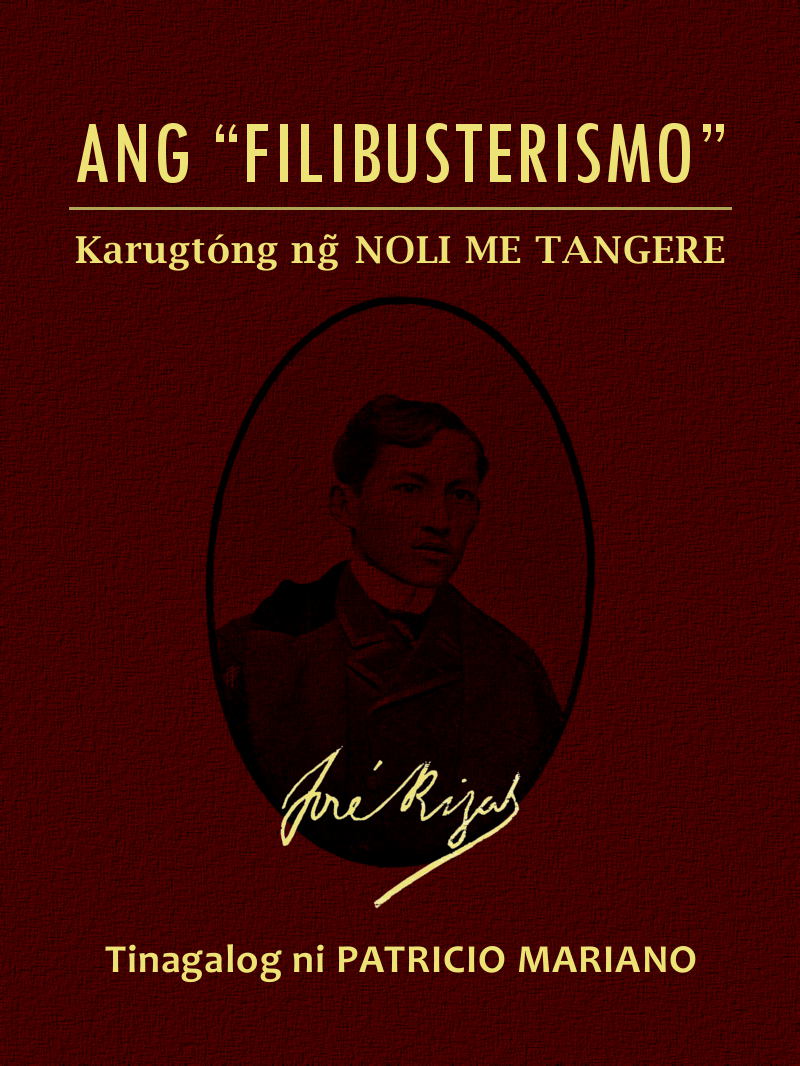 ANG “FILIBUSTERISMO”
Karugtóng ng̃ NOLI ME TANGERE
José Rizal
Tinagalog ni PATRICIO MARIANO